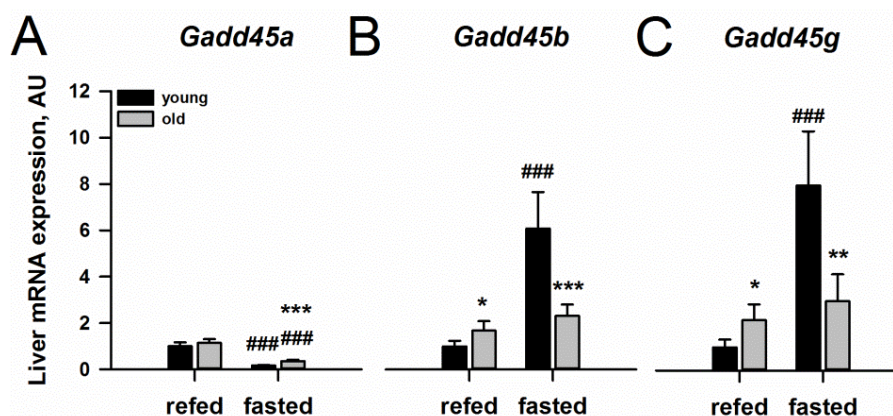 A Gadd45a B Gadd45b C Gadd45g
Liver mRNA expression, AU
12
10
8
6
4
2
0
young
old
### ***
###
* ### ***
* ### **
refed fasted refed fasted refed fasted